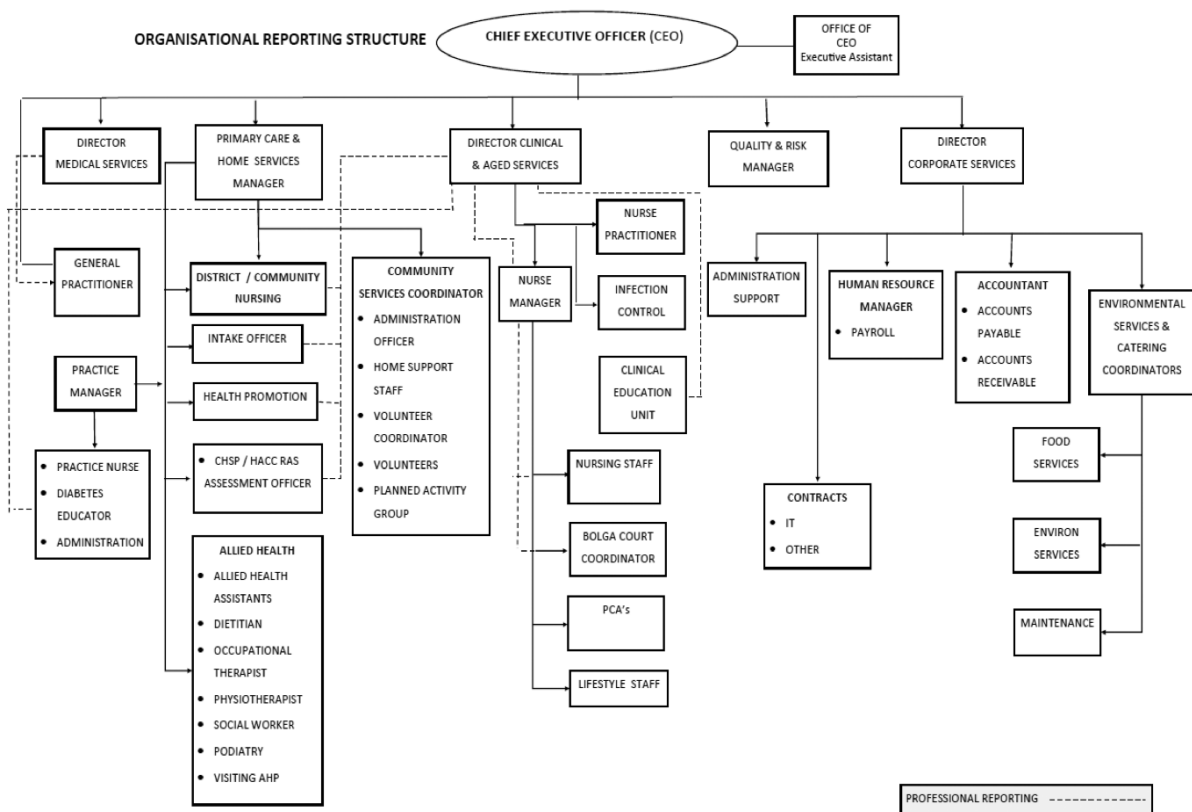 ORGANISATIONAL REPORTING STRUCTURE
CHIEF EXECUTIVE OFFICER (CEO)
OFFICE OF
CEO
Executive Assistant
DIRECTOR
MEDICAL SERVICES
PRIMARY CARE &
HOME SERVICES
MANAGER
DIRECTOR CLINICAL
& AGED SERVICES
QUALITY & RISK
MANAGER
DIRECTOR
CORPORATE SERVICES
GENERAL
PRACTITIONER
PRACTICE
MANAGER
• PRACTICE NURSE
• DIABETES
EDUCATOR
• ADMINISTRATION
DISTRICT / COMMUNITY
NURSING
INTAKE OFFICER
HEALTH PROMOTION
• CHSP / HACC RAS
ASSESSMENT OFFICER
ALLIED HEALTH
• ALLIED HEALTH
ASSISTANTS
• DIETITIAN
• OCCUPATIONAL
THERAPIST
• PHYSIOTHERAPIST
• SOCIAL WORKER
• PODIATRY
• VISITING AHP
COMMUNITY
SERVICES COORDINATOR
• ADMINISTRATION
OFFICER
• HOME SUPPORT
STAFF
• VOLUNTEER
COORDINATOR
• VOLUNTEERS
• PLANNED ACTIVITY
GROUP
NURSE
MANAGER
NURSE
PRACTITIONER
INFECTION
CONTROL
CLINICAL
EDUCATION
UNIT
NURSING STAFF
BOLGA COURT
COORDINATOR
PCA's
LIFESTYLE STAFF
ADMINISTRATION
SUPPORT
HUMAN RESOURCE
MANAGER
• PAYROLL
ACCOUNTANT
• ACCOUNTS
PAYABLE
• ACCOUNTS
RECEIVABLE
ENVIRONMENTAL
SERVICES &
CATERING
COORDINATORS
CONTRACTS
• IT
• OTHER
FOOD
SERVICES
ENVIRON
SERVICES
MAINTENANCE
PROFESSIONAL REPORTING